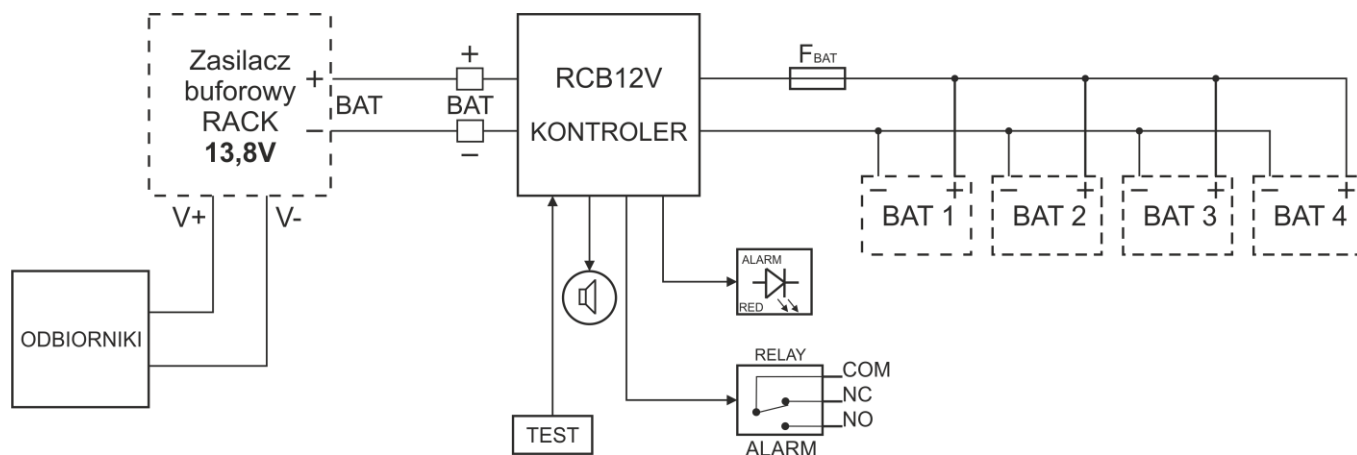 Zasilacz
buforowy
RACK
13,8V
+
BAT
−
+
BAT
−
RCB12V
KONTROLER
FBAT
− +
BAT 1
− +
BAT 2
− +
BAT 3
− +
BAT 4
V+
V-
ODBIORNIKI
ALARM
RED
RELAY
COM
NC
NO
ALARM
TEST